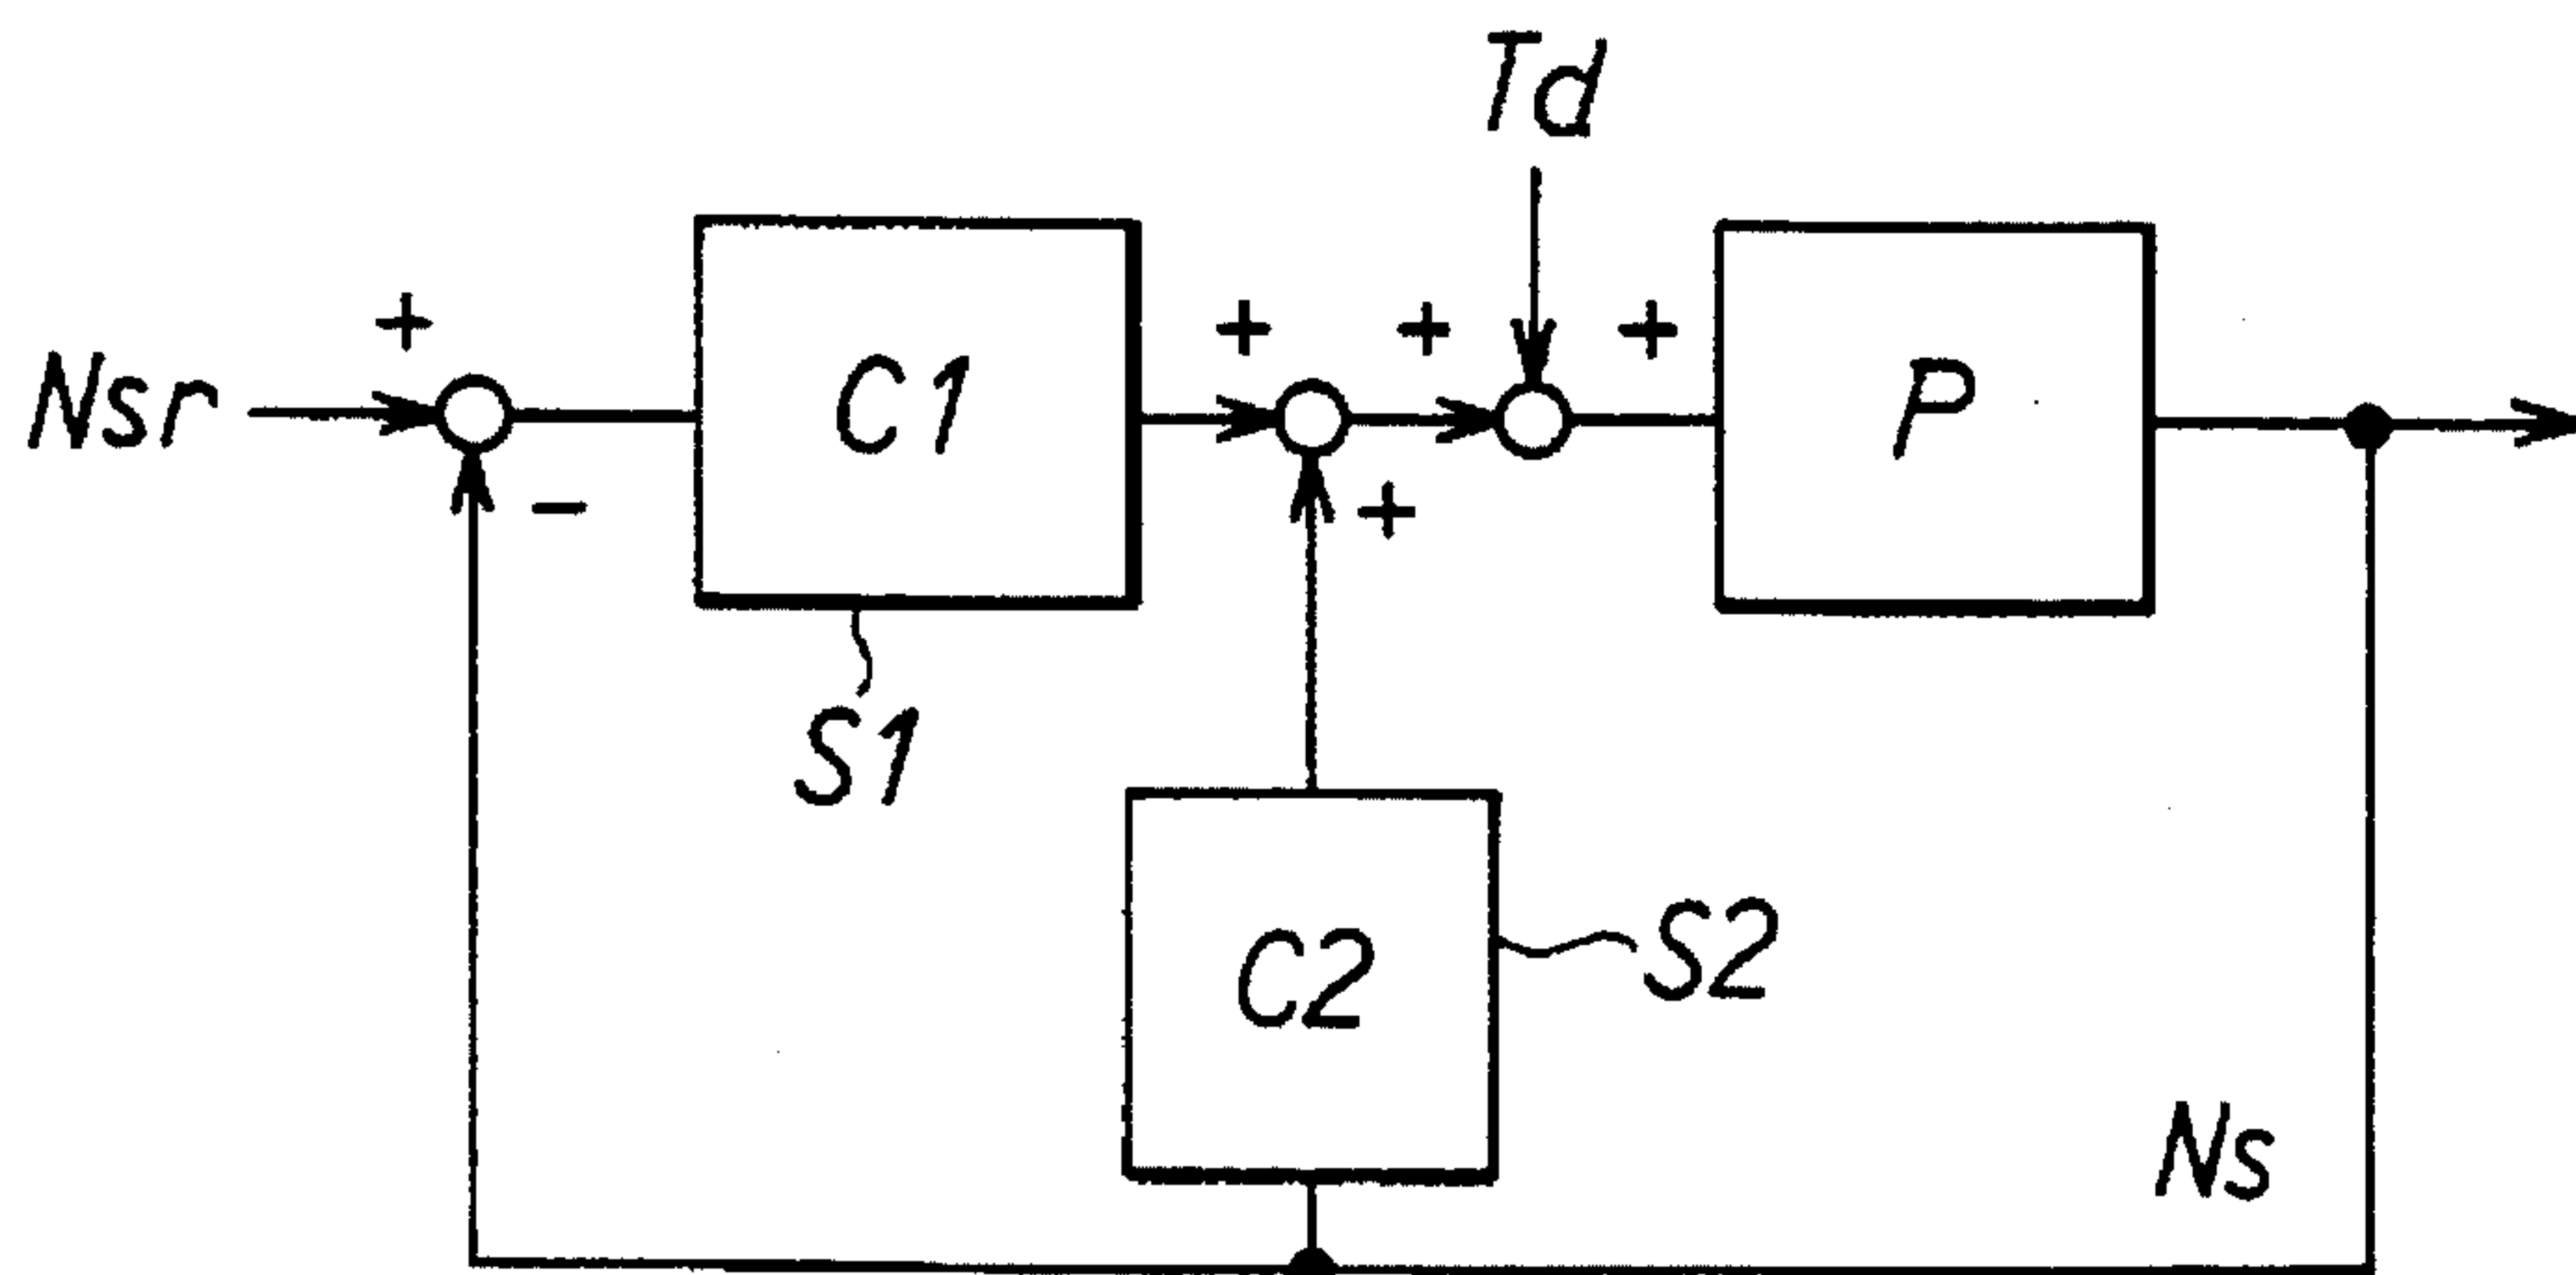 Td
+
+
+
+
Nsr
C1
P
-
+
S1
C2
S2
Ns